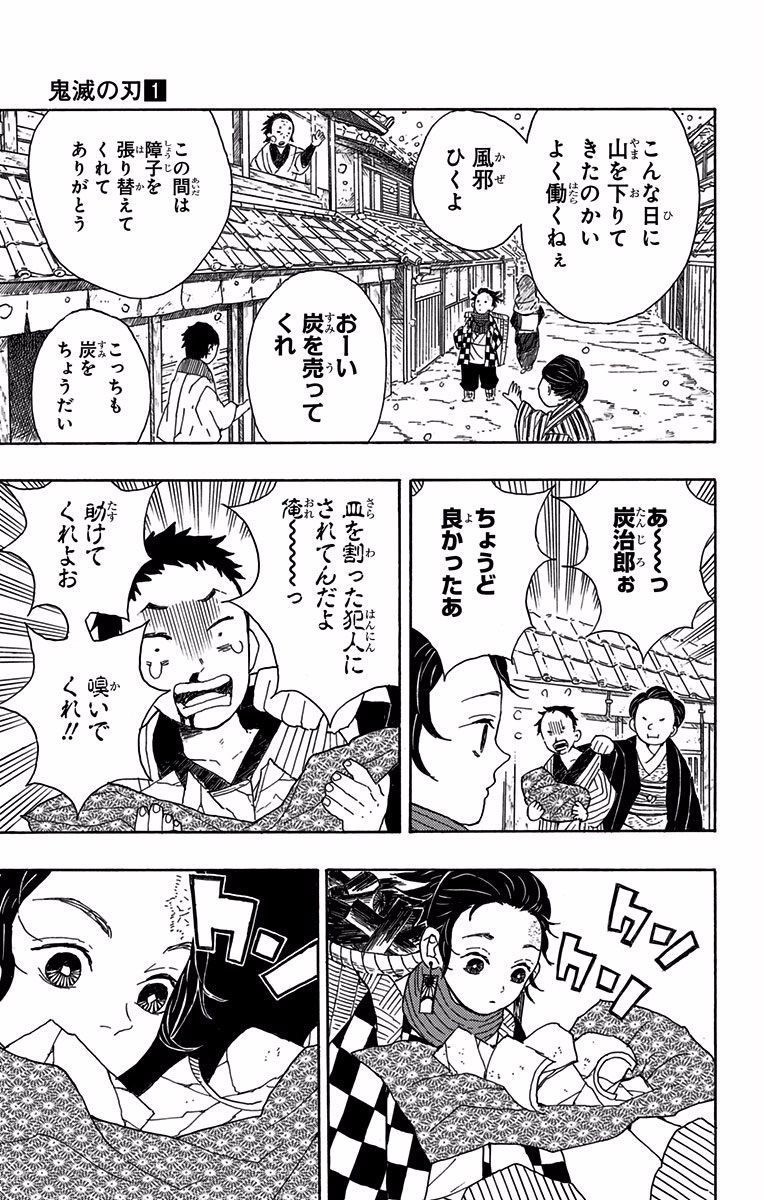 鬼滅の刃1
こんな日に
山を下りて
きたのかい
よく働くねぇ
風邪
ひくよ
この間は
障子を
張り替えて
くれて
ありがとう
おーい
炭を売って
くれ
こっちも
炭を
ちょうだい
あ〜〜っ
炭治郎ぉ
ちょうど
良かったあ
皿を割った犯人に
されてんだよ
俺〜〜〜っ
助けて
くれよお
嗅いで
くれ!!
クン
クン
クン
クン